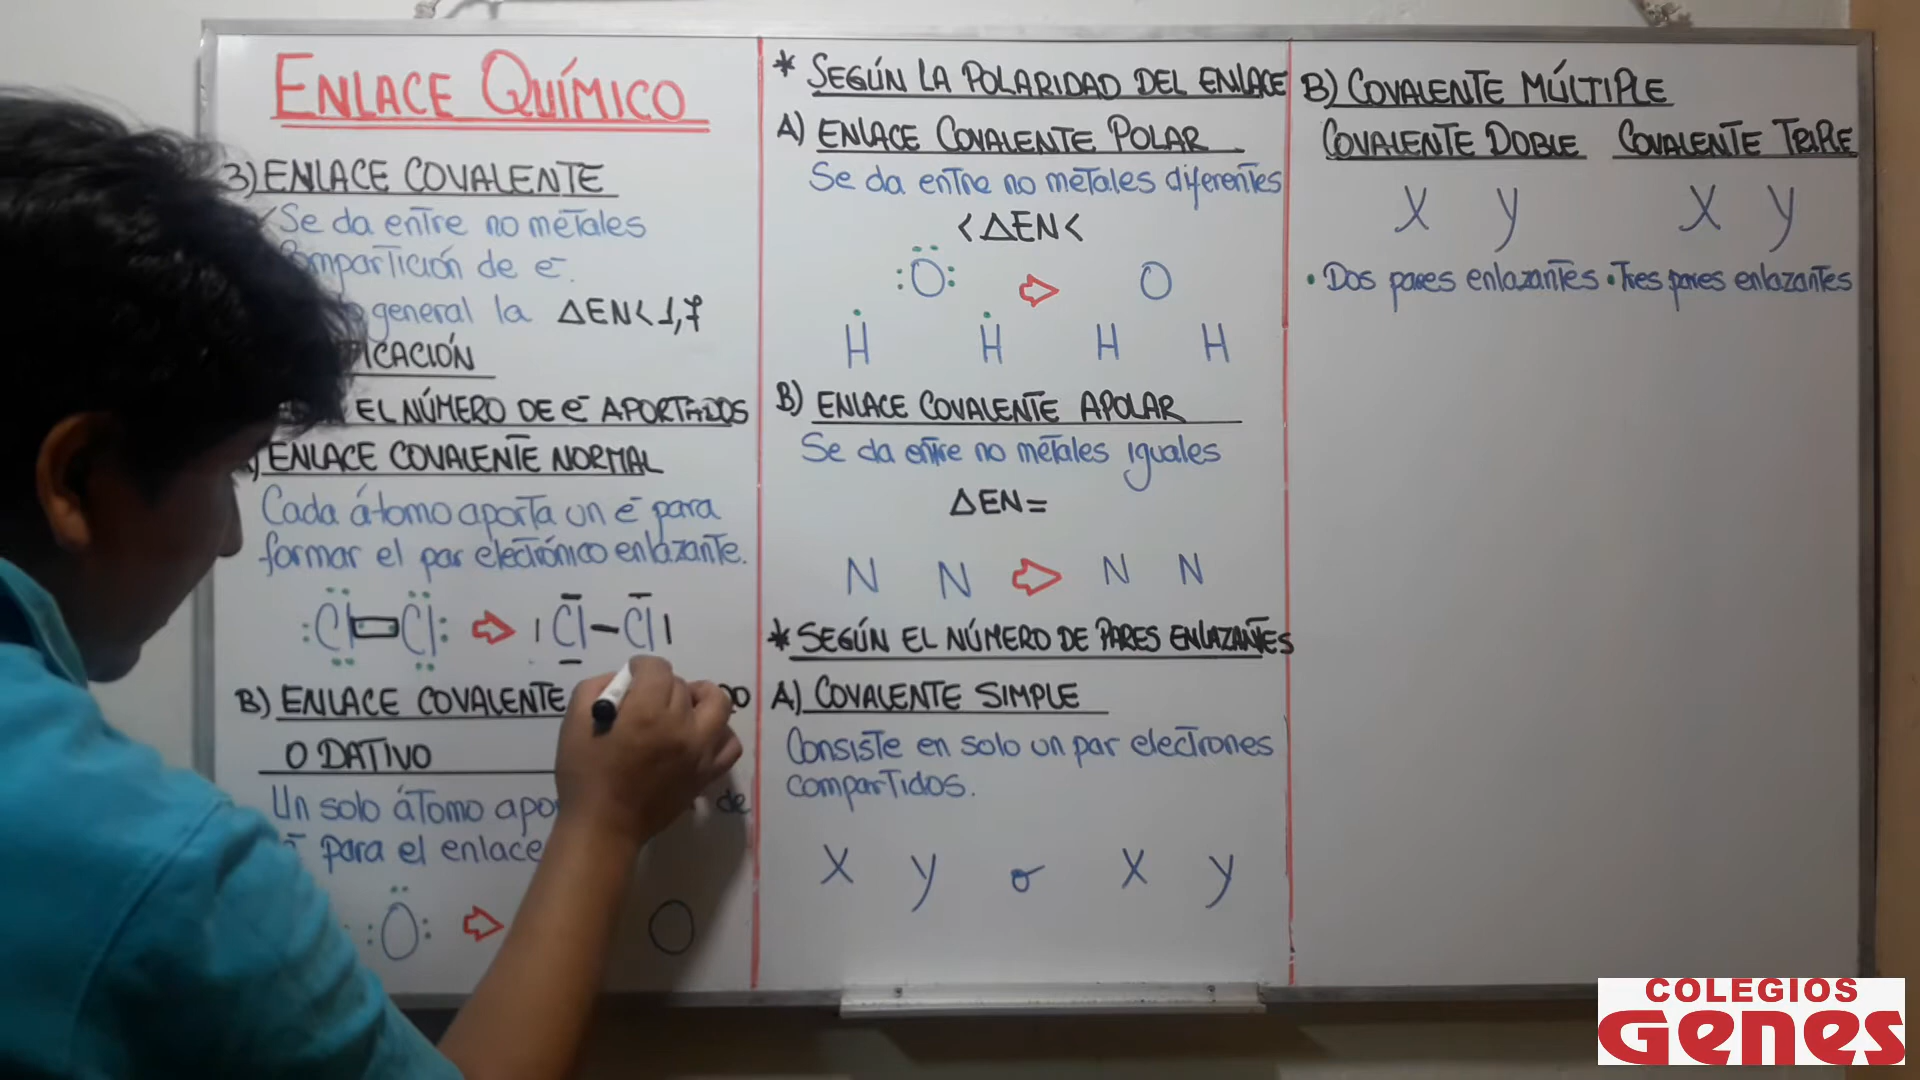 ENLACE QUÍMICO
3) ENLACE COVALENTE
Se da entre no metales
Compartición de e-.
general la ΔEN<1,7
EL NÚMERO DE e- APORTADOS
ENLACE COVALENTE NORMAL
Cada átomo aporta un e- para
formar el par electrónico enlazante.
Cl Cl ⇨ Cl-Cl
B) ENLACE COVALENTE
O DATIVO
Un solo átomo de
e- para el enlace
O ⇨ O
* SEGÚN LA POLARIDAD DEL ENLACE
A) ENLACE COVALENTE POLAR
Se da entre no metales diferentes
<ΔEN<
O ⇨ O
H H H H
B) ENLACE COVALENTE APOLAR
Se da entre no metales iguales
ΔEN=
N N ⇨ N N
* SEGÚN EL NÚMERO DE PARES ENLAZANTES
A) COVALENTE SIMPLE
Consiste en solo un par electrones
compartidos.
X y o X y
B) COVALENTE MÚLTIPLE
COVALENTE DOBLE COVALENTE TRIPLE
X y X y
• Dos pares enlazantes • Tres pares enlazantes
COLEGIOS
GENES